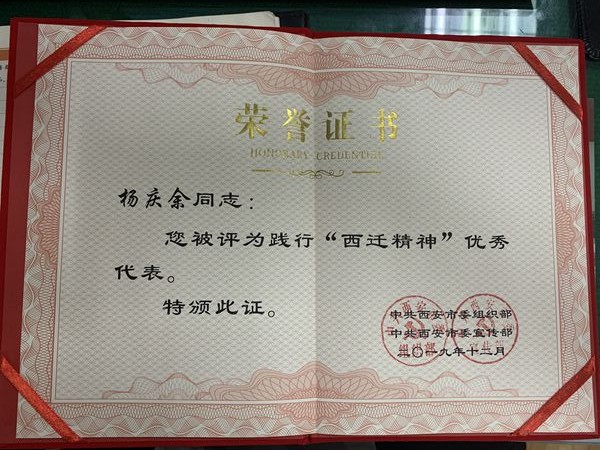 荣誉证书
HONORARY CREDENTIAL
杨庆余同志：
您被评为践行“西迁精神”优秀
代表。
特颁此证。
中共西安市委组织部
中共西安市委宣传部
二〇一九年十二月